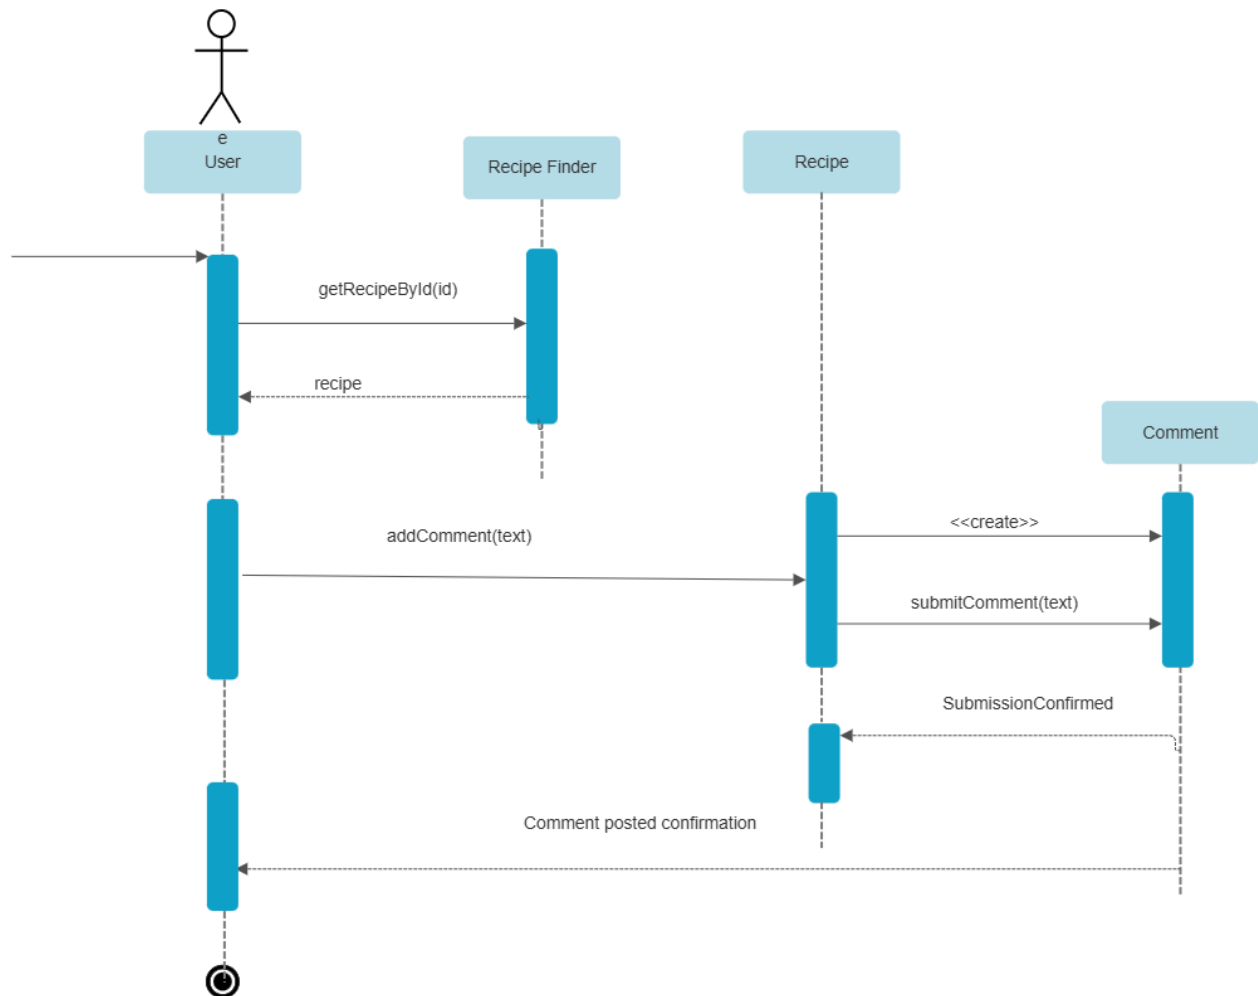 e
User
Recipe Finder
Recipe
getRecipeById(id)
recipe
Comment
<<create>>
addComment(text)
submitComment(text)
SubmissionConfirmed
Comment posted confirmation